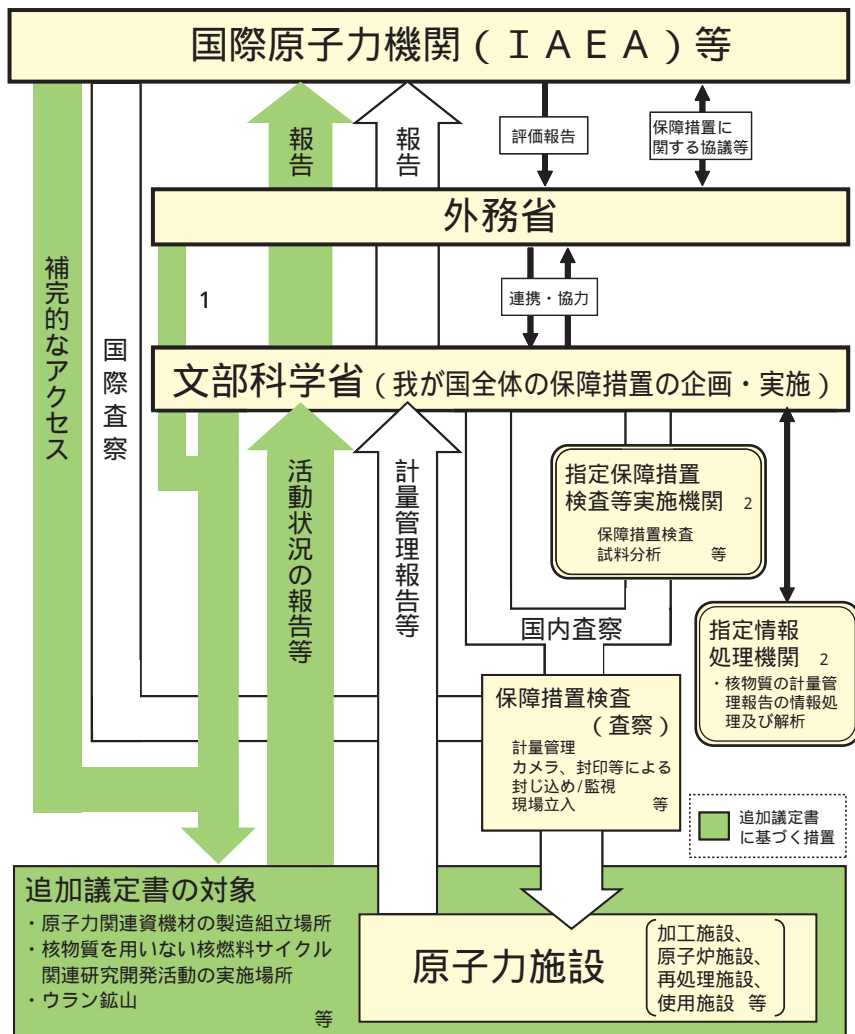 国際原子力機関(IAEA)等
報告
報告
評価報告
保障措置に
関する協議等
外務省
補完的なアクセス
1
国際査察
連携・協力
文部科学省(我が国全体の保障措置の企画・実施)
活動状況の報告等
計量管理報告等
指定保障措置
検査等実施機関 2
保障措置検査
試料分析 等
国内査察
指定情報
処理機関 2
・核物質の計量管
理報告の情報処
理及び解析
保障措置検査
(査察)
計量管理
カメラ、封印等による
封じ込め/監視
現場立入 等
追加議定書
に基づく措置
追加議定書の対象
・原子力関連資機材の製造組立場所
・核物質を用いない核燃料サイクル
関連研究開発活動の実施場所
・ウラン鉱山
等
原子力施設
加工施設、
原子炉施設、
再処理施設、
使用施設 等